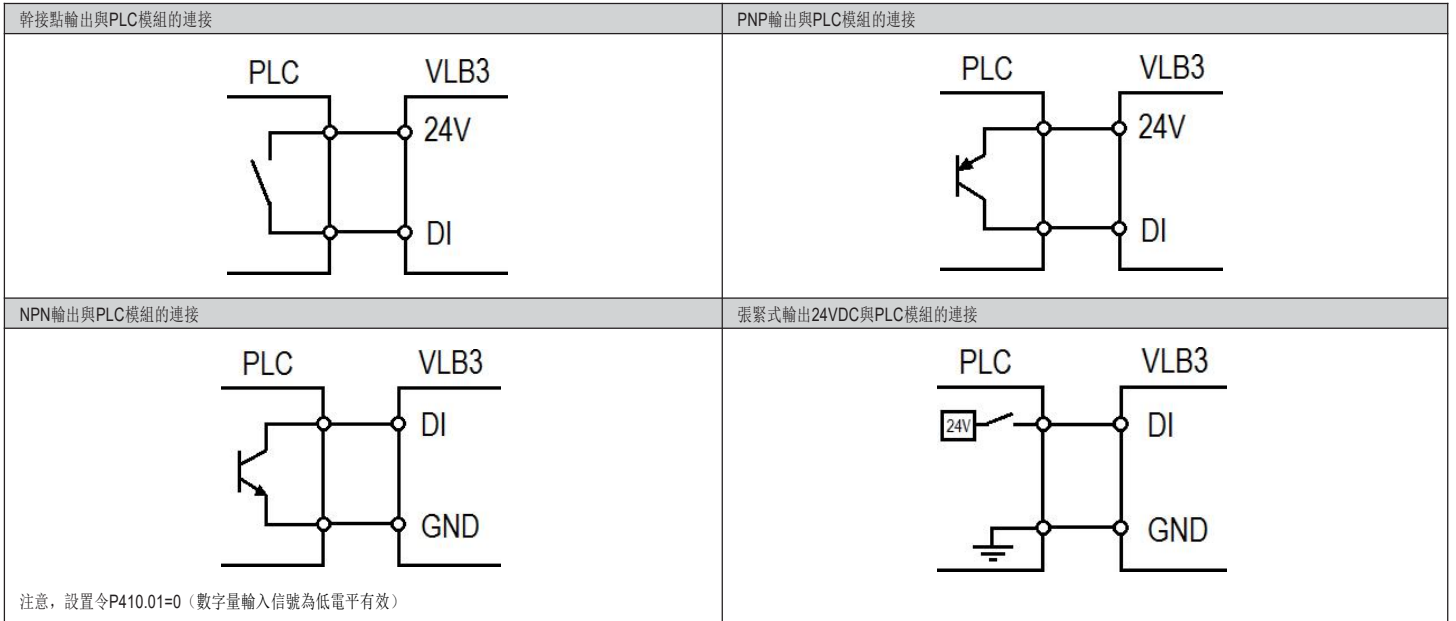 幹接點輸出與PLC模組的連接
PNP輸出與PLC模組的連接
PLC VLB3
24V
DI
PLC VLB3
24V
DI
NPN輸出與PLC模組的連接
張緊式輸出24VDC與PLC模組的連接
PLC VLB3
DI
GND
注意，設置令P410.01=0（數字量輸入信號為低電平有效）
PLC VLB3
24V
DI
GND